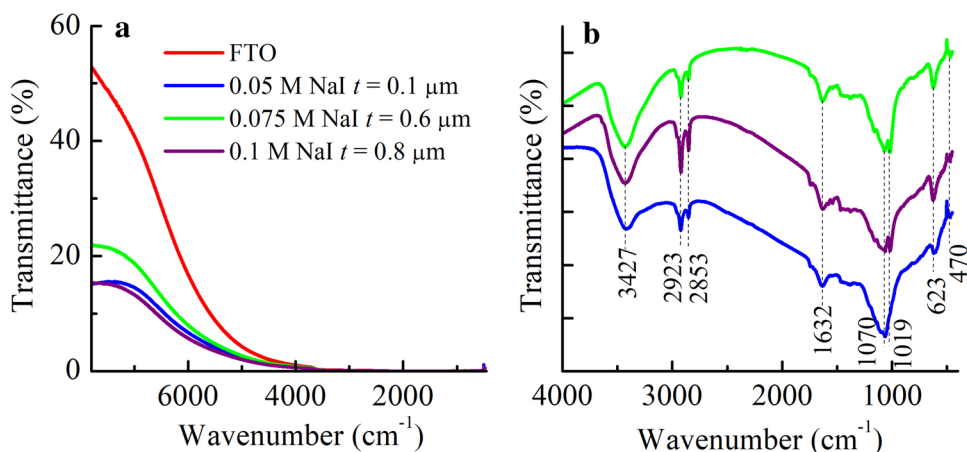 a
60
40
20
0
Transmittance (%)
FTO
0.05 M NaI t = 0.1 μm
0.075 M NaI t = 0.6 μm
0.1 M NaI t = 0.8 μm
6000 4000 2000
Wavenumber (cm⁻¹)
b
Transmittance (%)
3427
2923
2853
1632
1070
1019
623
470
4000 3000 2000 1000
Wavenumber (cm⁻¹)